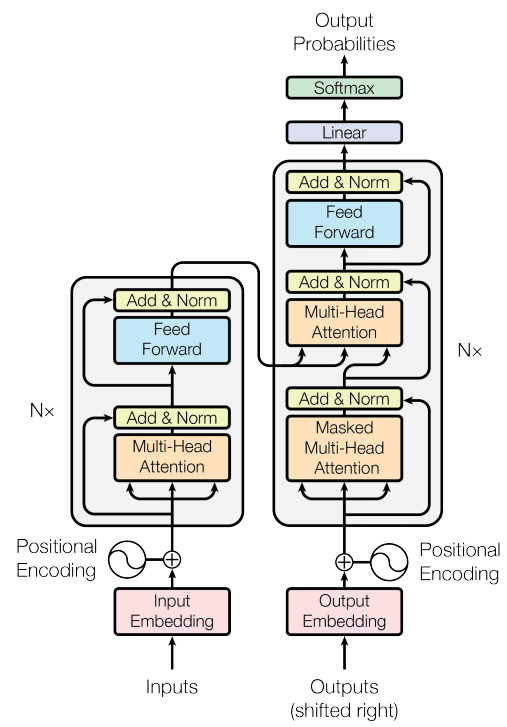 Output
Probabilities
Softmax
Linear
Add & Norm
Feed
Forward
Add & Norm
Multi-Head
Attention
Add & Norm
Masked
Multi-Head
Attention
Nx
Add & Norm
Feed
Forward
Add & Norm
Multi-Head
Attention
N×
Positional
Encoding
Positional
Encoding
Input
Embedding
Output
Embedding
Inputs
Outputs
(shifted right)